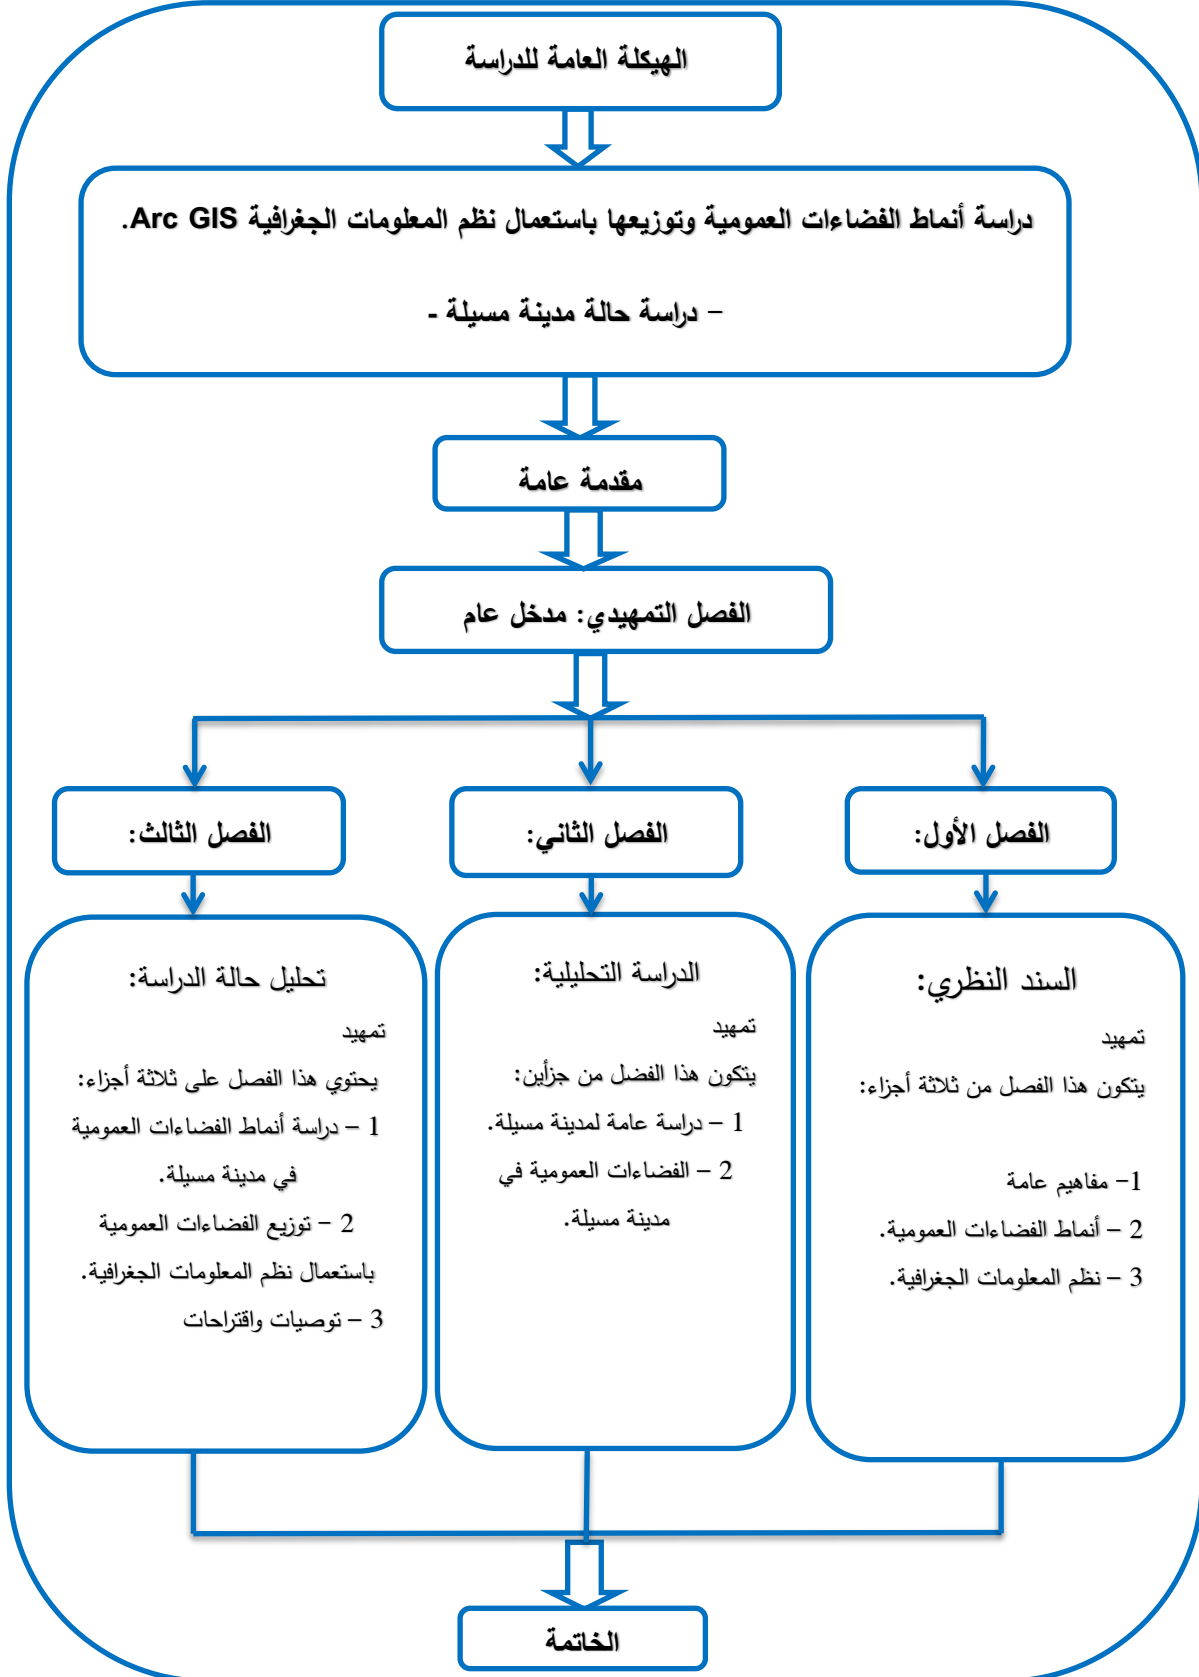 الهيكلة العامة للدراسة
دراسة أنماط الفضاءات العمومية وتوزيعها باستعمال نظم المعلومات الجغرافية Arc GIS.
– دراسة حالة مدينة مسيلة -
مقدمة عامة
الفصل التمهيدي: مدخل عام
الفصل الأول:
الفصل الثاني:
الفصل الثالث:
السند النظري:
تمهيد
يتكون هذا الفصل من ثلاثة أجزاء:
1– مفاهيم عامة
2 – أنماط الفضاءات العمومية.
3 – نظم المعلومات الجغرافية.
الدراسة التحليلية:
تمهيد
يتكون هذا الفضل من جزأين:
1 – دراسة عامة لمدينة مسيلة.
2 – الفضاءات العمومية في
مدينة مسيلة.
تحليل حالة الدراسة:
تمهيد
يحتوي هذا الفصل على ثلاثة أجزاء:
1 – دراسة أنماط الفضاءات العمومية
في مدينة مسيلة.
2 – توزيع الفضاءات العمومية
باستعمال نظم المعلومات الجغرافية.
3 – توصيات واقتراحات
الخاتمة